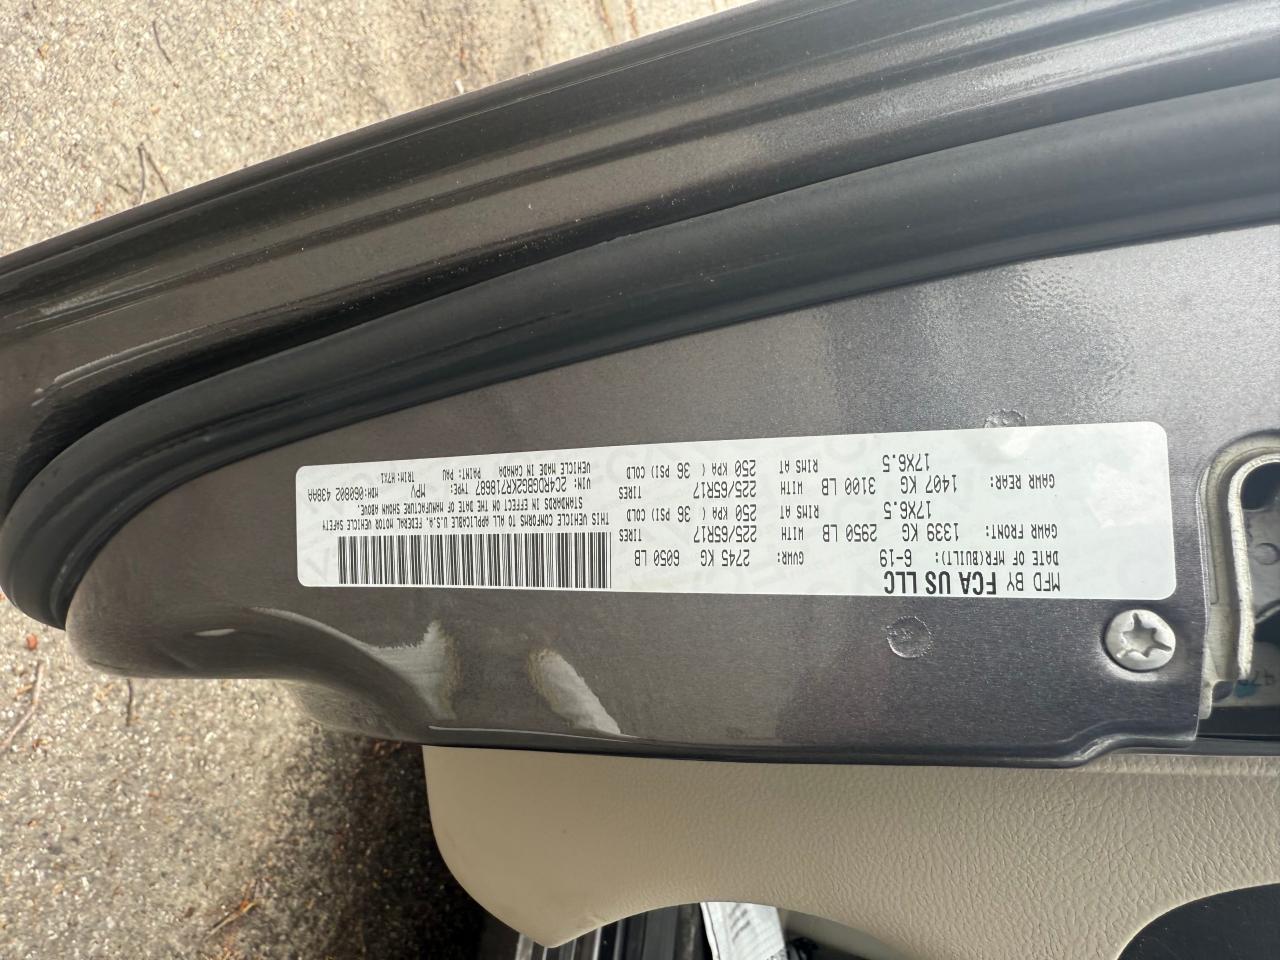 MFD BY FCA US LLC
DATE OF MFR(BUILT): 6-19 GVWR: 2745 KG 6050 LB
GAWR FRONT: 1339 KG 2950 LB WITH 225/65R17 TIRES
17X6.5 RIMS AT 250 KPA ( 36 PSI) COLD
GAWR REAR: 1407 KG 3100 LB WITH 225/65R17 TIRES
17X6.5 RIMS AT 250 KPA ( 36 PSI) COLD
THIS VEHICLE CONFORMS TO ALL APPLICABLE U.S.A. FEDERAL MOTOR VEHICLE SAFETY
STANDARDS IN EFFECT ON THE DATE OF MANUFACTURE SHOWN ABOVE.
VIN: 2C4RDGBG2KR718687 TYPE: MPV MDH:060802 438AA
VEHICLE MADE IN CANADA PAINT: PAU TRIM:H7X1